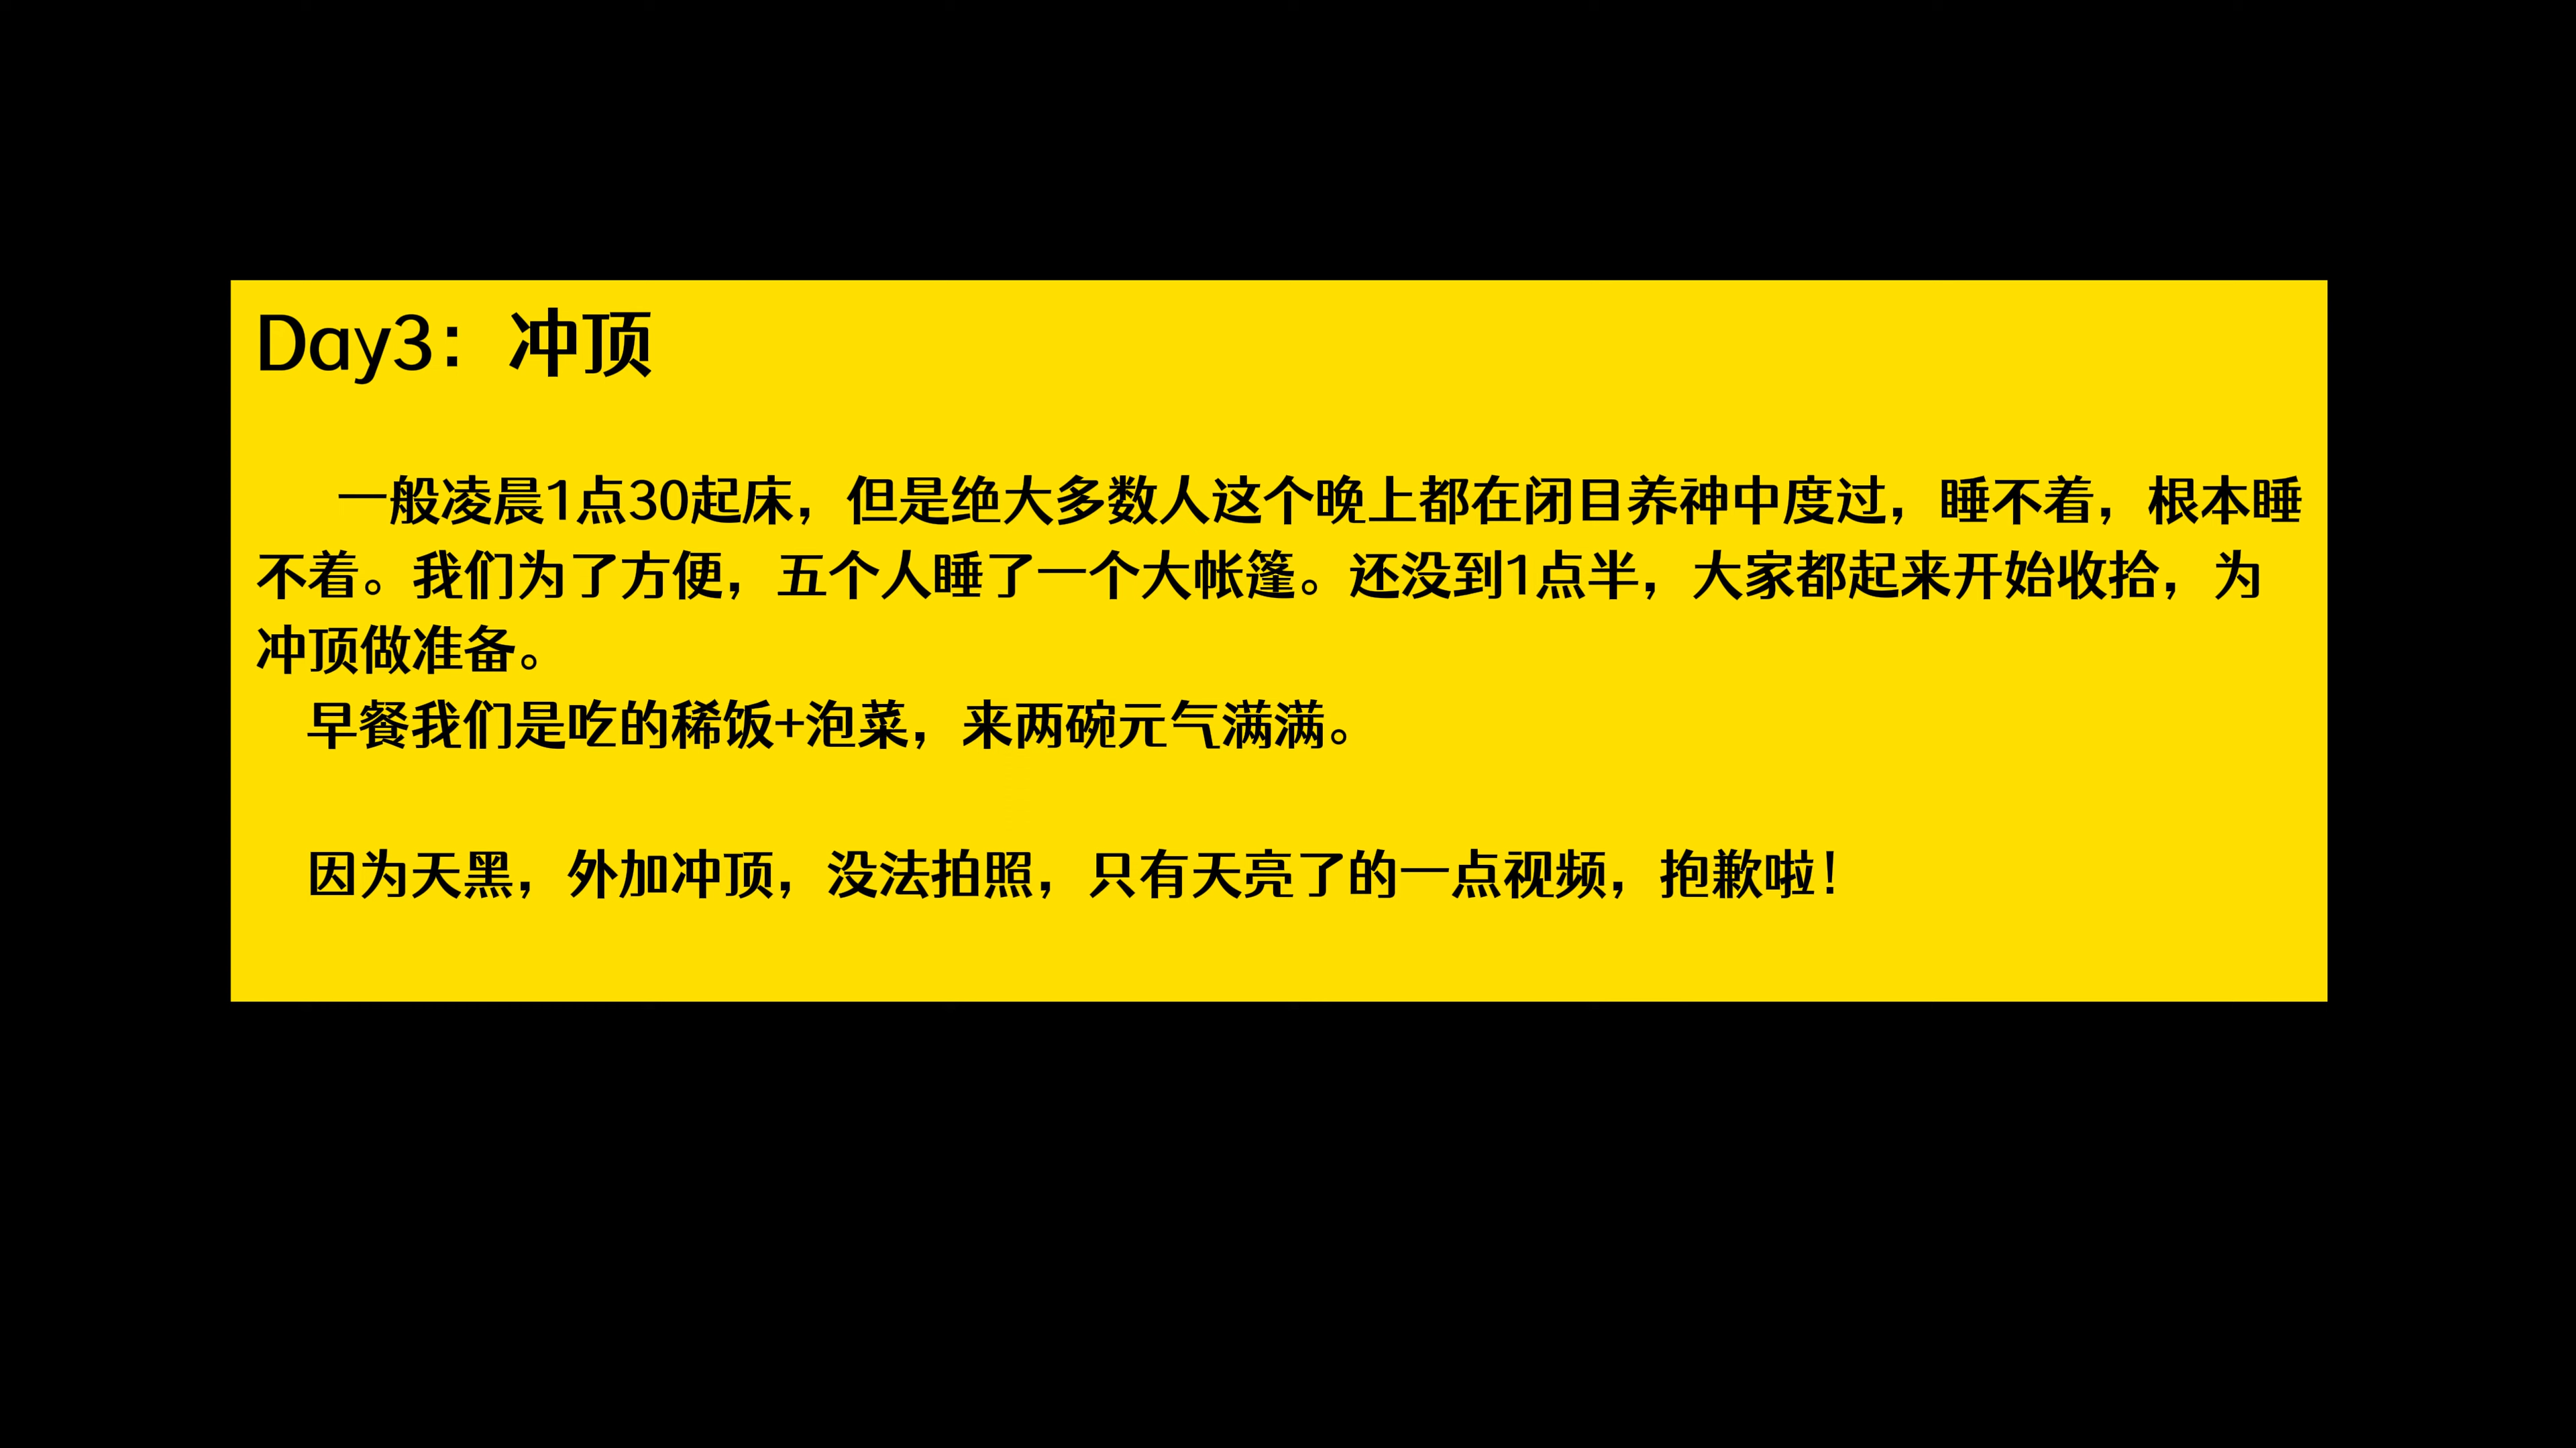 Day3：冲顶
一般凌晨1点30起床，但是绝大多数人这个晚上都在闭目养神中度过，睡不着，根本睡
不着。我们为了方便，五个人睡了一个大帐篷。还没到1点半，大家都起来开始收拾，为
冲顶做准备。
早餐我们是吃的稀饭+泡菜，来两碗元气满满。
因为天黑，外加冲顶，没法拍照，只有天亮了的一点视频，抱歉啦！